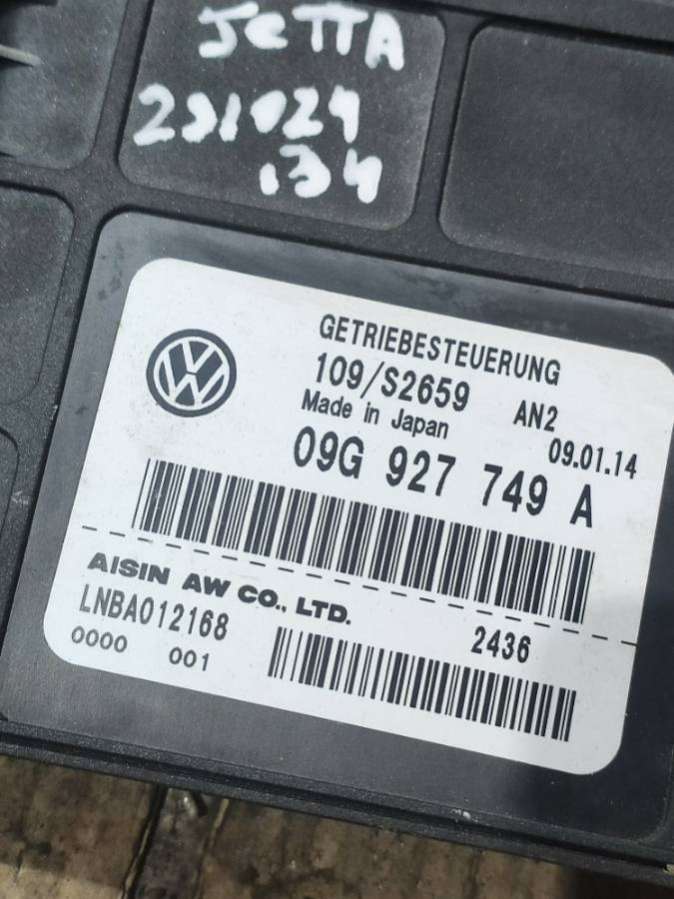 JETTA
231024
.134
GETRIEBESTEUERUNG
109/S2659 AN2
Made in Japan 09.01.14
09G 927 749 A
AISIN AW CO., LTD.
LNBA012168 2436
0000 001